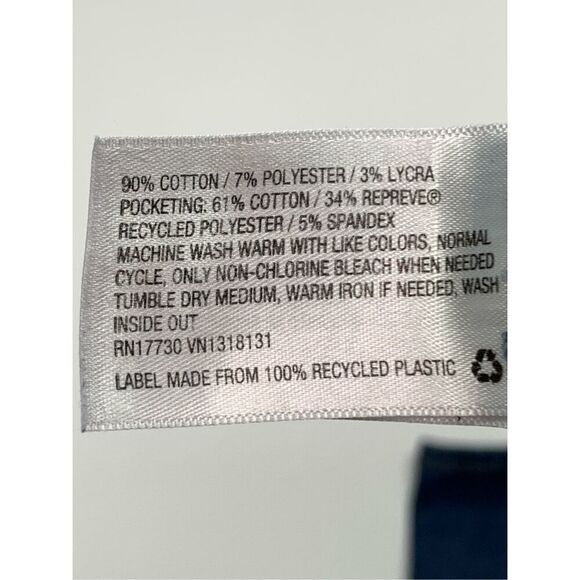 90% COTTON / 7% POLYESTER / 3% LYCRA
POCKETING: 61% COTTON / 34% REPREVE®
RECYCLED POLYESTER / 5% SPANDEX
MACHINE WASH WARM WITH LIKE COLORS, NORMAL
CYCLE, ONLY NON-CHLORINE BLEACH WHEN NEEDED
TUMBLE DRY MEDIUM, WARM IRON IF NEEDED, WASH
INSIDE OUT
RN17730 VN1318131
LABEL MADE FROM 100% RECYCLED PLASTIC